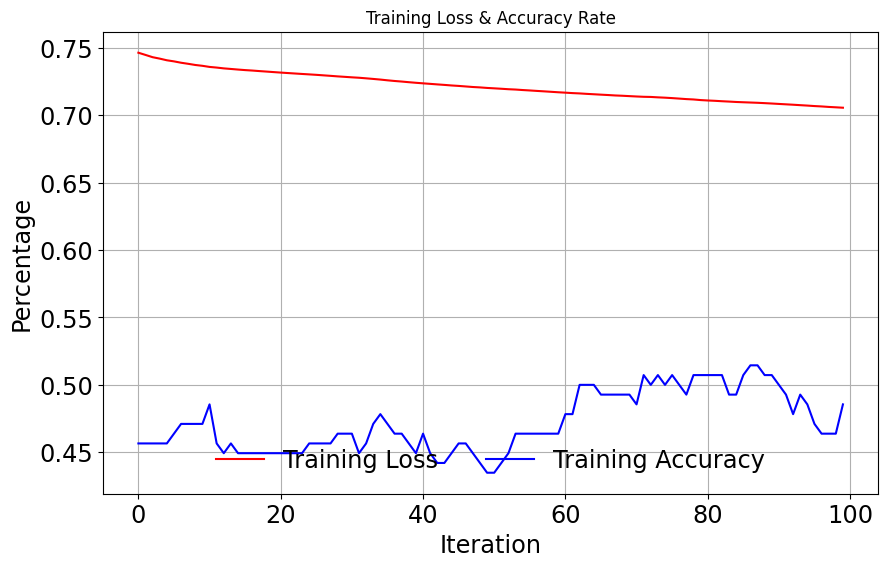 Training Loss & Accuracy Rate
0.75
0.70
0.65
0.60
0.55
0.50
0.45
Percentage
Training Loss Training Accuracy
0 20 40 60 80 100
Iteration